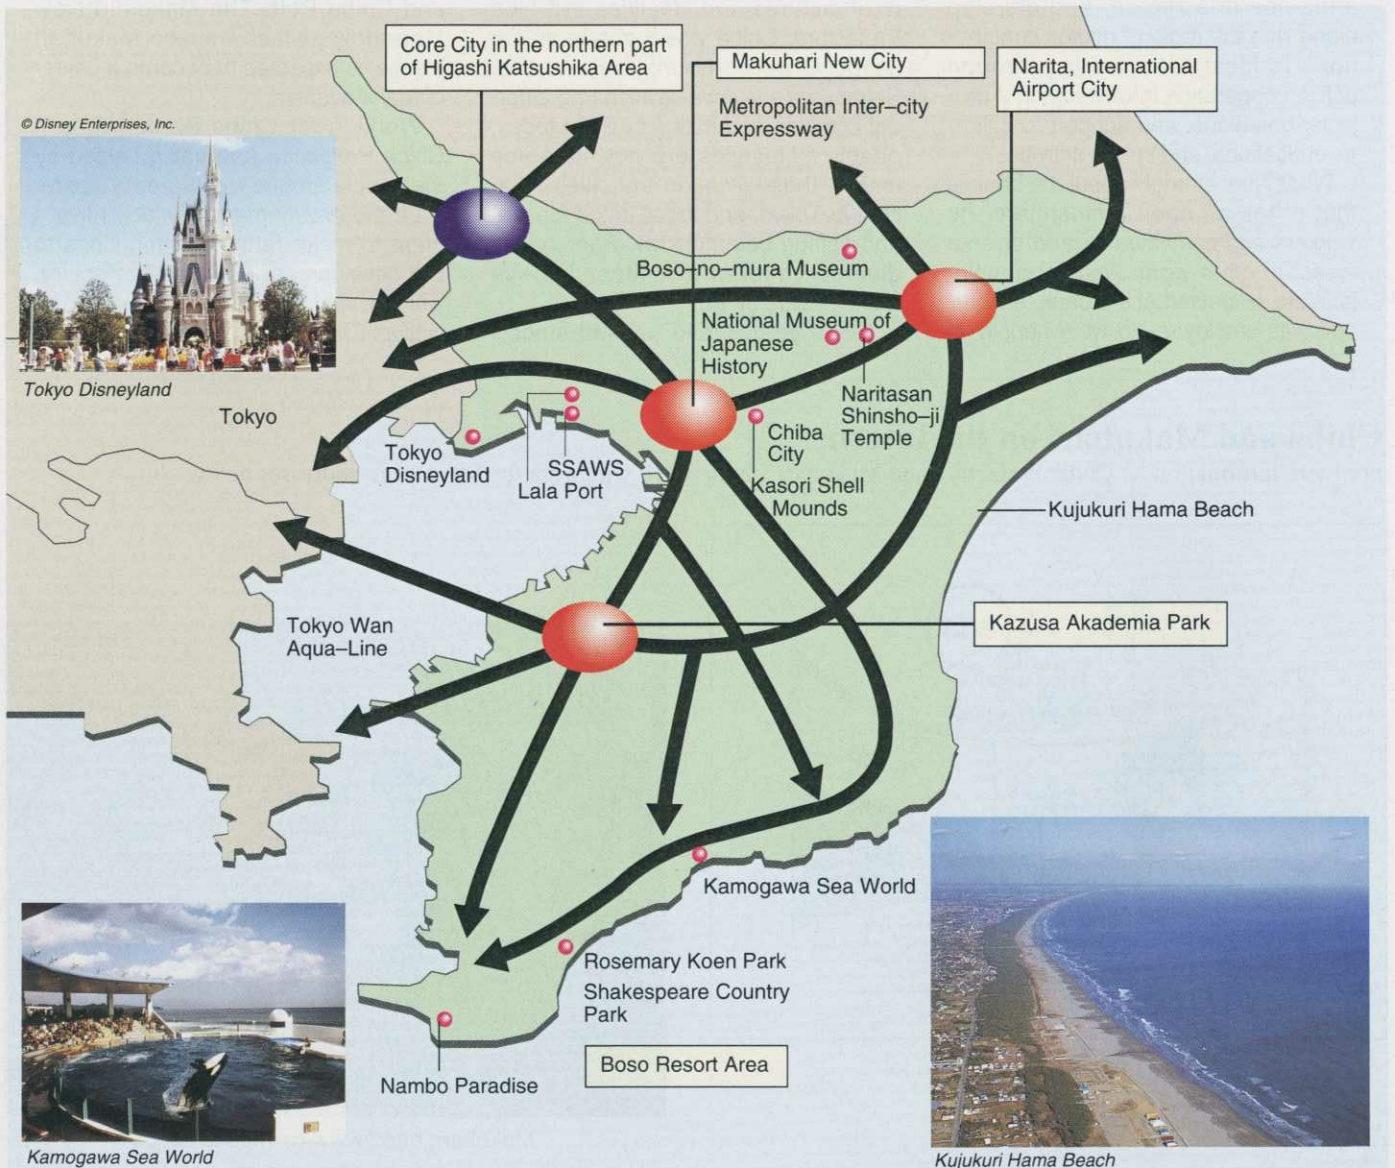 Core City in the northern part
of Higashi Katsushika Area
Makuhari New City
Narita, International
Airport City
Metropolitan Inter–city
Expressway
© Disney Enterprises, Inc.
Tokyo Disneyland
Boso–no–mura Museum
National Museum of
Japanese
History
Naritasan
Shinsho–ji
Temple
Tokyo
Tokyo
Disneyland
SSAWS
Lala Port
Chiba
City
Kasori Shell
Mounds
Kujukuri Hama Beach
Tokyo Wan
Aqua–Line
Kazusa Akademia Park
Kamogawa Sea World
Rosemary Koen Park
Shakespeare Country
Park
Boso Resort Area
Nambo Paradise
Kamogawa Sea World
Kujukuri Hama Beach